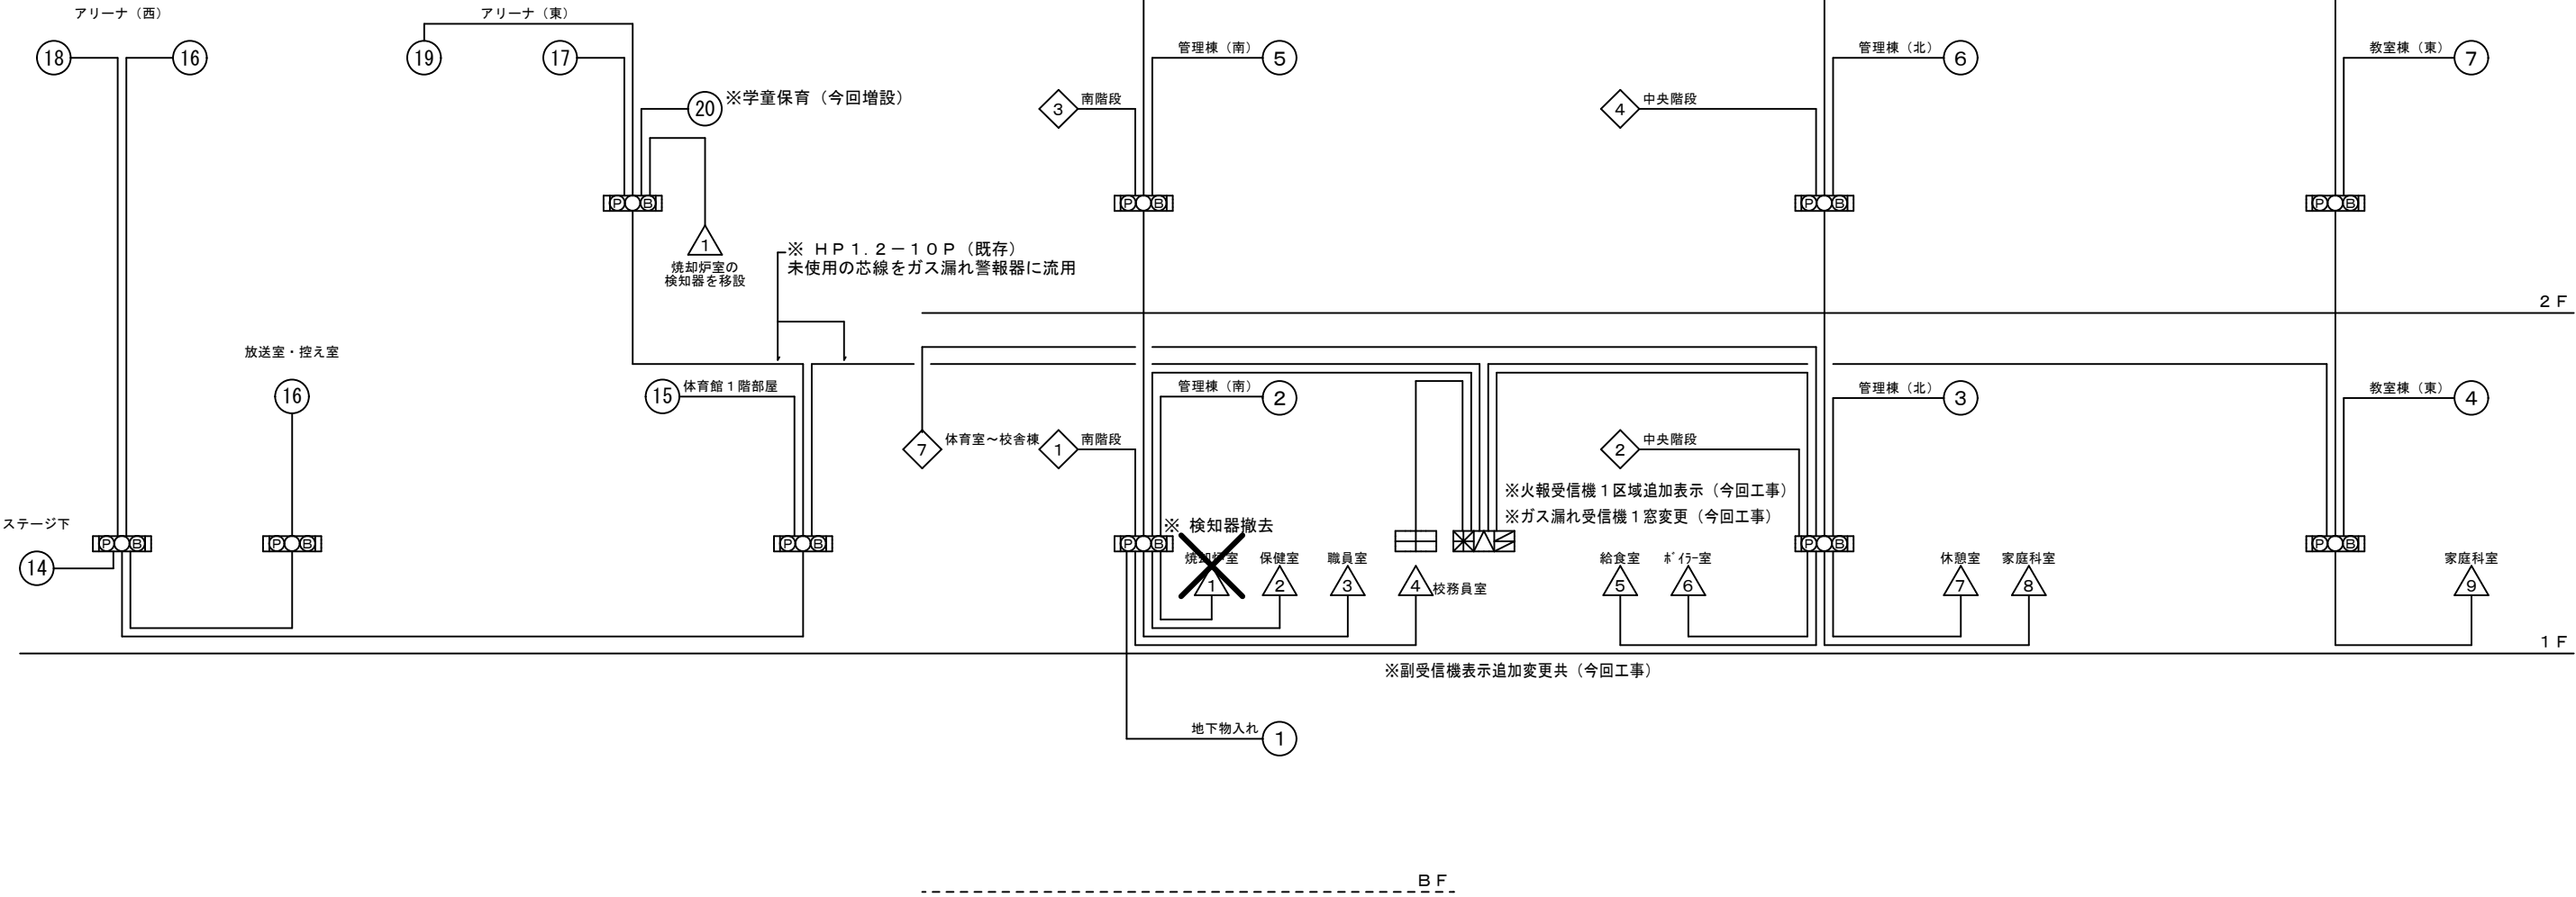 アリーナ（西）
アリーナ（東）
18
16
19
17
管理棟（南）
5
管理棟（北）
6
教室棟（東）
7
20
※学童保育（今回増設）
3
南階段
4
中央階段
P B
P B
P B
P B
1
焼却炉室の
検知器を移設
※ ＨＰ１．２－１０Ｐ（既存）
未使用の芯線をガス漏れ警報器に流用
２Ｆ
放送室・控え室
16
15
体育館１階部屋
管理棟（南）
2
管理棟（北）
3
教室棟（東）
4
7
体育室～校舎棟
1
南階段
2
中央階段
※火報受信機１区域追加表示（今回工事）
※ガス漏れ受信機１窓変更（今回工事）
ステージ下
14
※ 検知器撤去
P B
P B
P B
P B
P B
P B
焼却炉室
1
保健室
2
職員室
3
4
校務員室
給食室
5
ﾎﾞｲﾗｰ室
6
休憩室
7
家庭科室
8
家庭科室
9
１Ｆ
※副受信機表示追加変更共（今回工事）
地下物入れ
1
ＢＦ